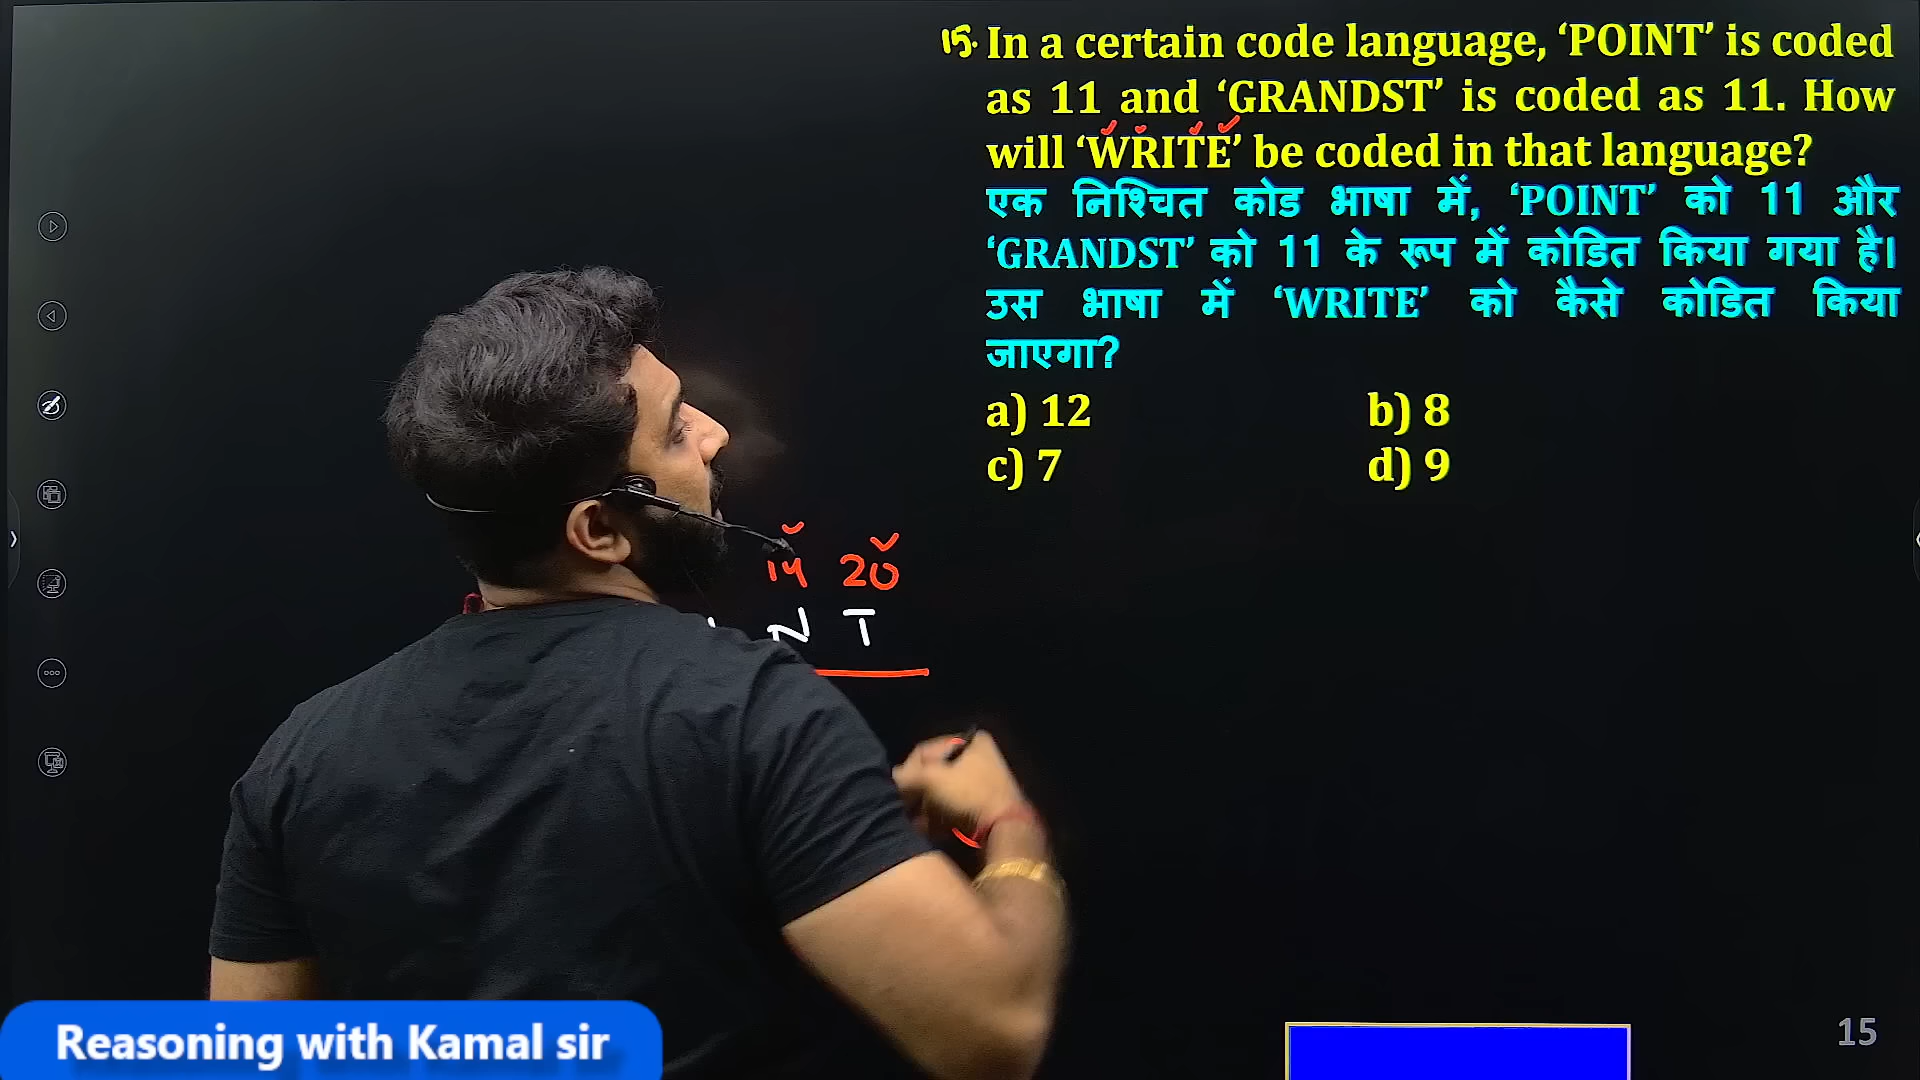 15. In a certain code language, ‘POINT’ is coded
as 11 and ‘GRANDST’ is coded as 11. How
will ‘WRITE’ be coded in that language?
एक निश्चित कोड भाषा में, ‘POINT’ को 11 और
‘GRANDST’ को 11 के रूप में कोडित किया गया है।
उस भाषा में ‘WRITE’ को कैसे कोडित किया
जाएगा?
a) 12 b) 8
c) 7 d) 9
14 20
N T
Reasoning with Kamal sir
15